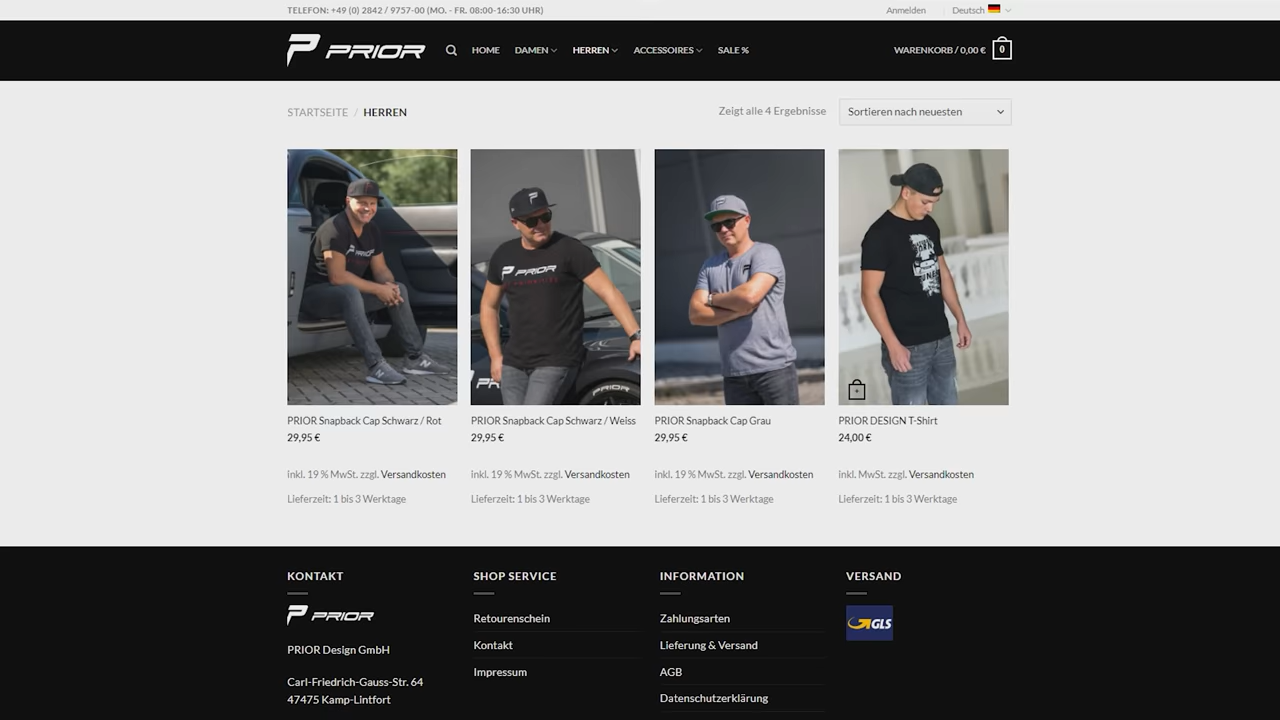 TELEFON: +49 (0) 2842 / 9757-00 (MO. - FR. 08:00-16:30 UHR)
Anmelden
Deutsch
PRIOR
HOME
DAMEN
HERREN
ACCESSOIRES
SALE %
WARENKORB / 0,00 €
0
STARTSEITE / HERREN
Zeigt alle 4 Ergebnisse
Sortieren nach neuesten
PRIOR
PRIOR
PRIOR Snapback Cap Schwarz / Rot
29,95 €
inkl. 19 % MwSt. zzgl. Versandkosten
Lieferzeit: 1 bis 3 Werktage
PRIOR Snapback Cap Schwarz / Weiss
29,95 €
inkl. 19 % MwSt. zzgl. Versandkosten
Lieferzeit: 1 bis 3 Werktage
PRIOR Snapback Cap Grau
29,95 €
inkl. 19 % MwSt. zzgl. Versandkosten
Lieferzeit: 1 bis 3 Werktage
PRIOR DESIGN T-Shirt
24,00 €
inkl. MwSt. zzgl. Versandkosten
Lieferzeit: 1 bis 3 Werktage
KONTAKT
PRIOR
PRIOR Design GmbH
Carl-Friedrich-Gauss-Str. 64
47475 Kamp-Lintfort
SHOP SERVICE
Retourenschein
Kontakt
Impressum
INFORMATION
Zahlungsarten
Lieferung & Versand
AGB
Datenschutzerklärung
VERSAND
GLS